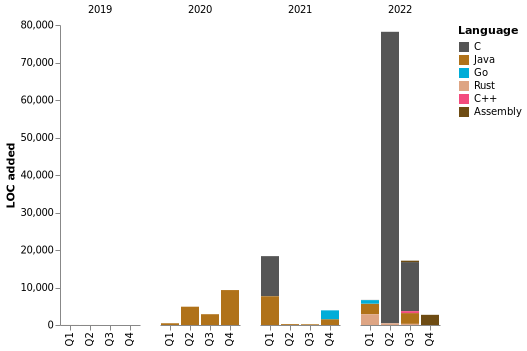 2019 2020 2021 2022
Language
C
Java
Go
Rust
C++
Assembly
LOC added
80,000
70,000
60,000
50,000
40,000
30,000
20,000
10,000
0
Q1 Q2 Q3 Q4 Q1 Q2 Q3 Q4 Q1 Q2 Q3 Q4 Q1 Q2 Q3 Q4